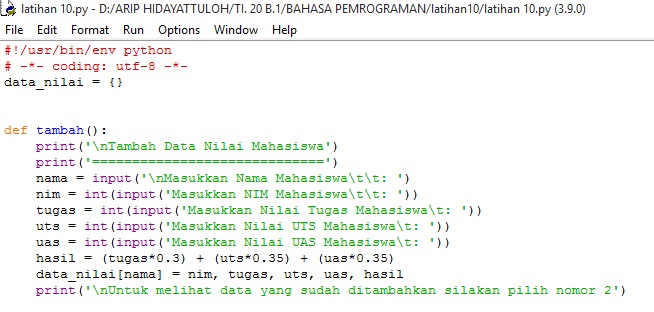 latihan 10.py - D:/ARIP HIDAYATTULOH/TI. 20 B.1/BAHASA PEMROGRAMAN/latihan10/latihan 10.py (3.9.0)
File Edit Format Run Options Window Help
#!/usr/bin/env python
# -*- coding: utf-8 -*-
data_nilai = {}
def tambah():
    print('\nTambah Data Nilai Mahasiswa')
    print('=============================')
    nama = input('\nMasukkan Nama Mahasiswa\t\t: ')
    nim = int(input('Masukkan NIM Mahasiswa\t\t: '))
    tugas = int(input('Masukkan Nilai Tugas Mahasiswa\t: '))
    uts = int(input('Masukkan Nilai UTS Mahasiswa\t: '))
    uas = int(input('Masukkan Nilai UAS Mahasiswa\t: '))
    hasil = (tugas*0.3) + (uts*0.35) + (uas*0.35)
    data_nilai[nama] = nim, tugas, uts, uas, hasil
    print('\nUntuk melihat data yang sudah ditambahkan silakan pilih nomor 2')